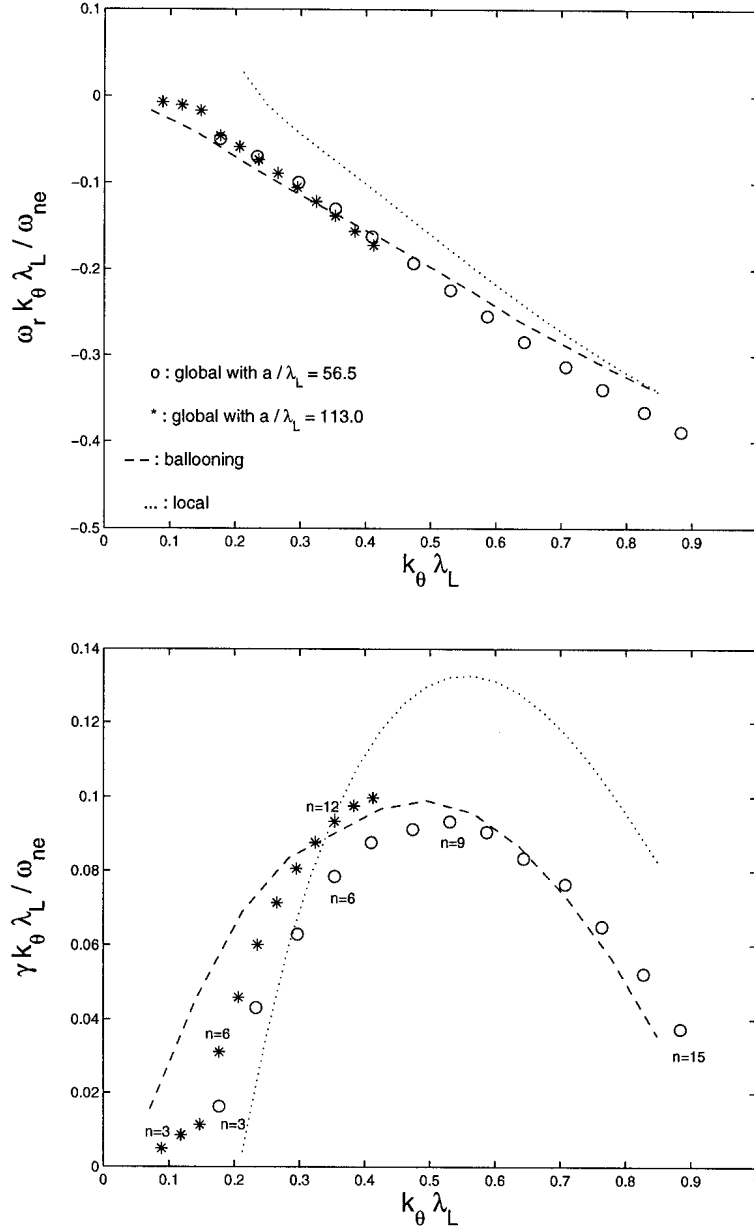 0.1
0
−0.1
−0.2
−0.3
−0.4
−0.5
ω_r k_θ λ_L / ω_ne
o : global with a / λ_L = 56.5
* : global with a / λ_L = 113.0
− − : ballooning
... : local
0 0.1 0.2 0.3 0.4 0.5 0.6 0.7 0.8 0.9
k_θ λ_L
0.14
0.12
0.1
0.08
0.06
0.04
0.02
0
γ k_θ λ_L / ω_ne
n=12
n=9
n=6
n=6
n=15
n=3
n=3
0 0.1 0.2 0.3 0.4 0.5 0.6 0.7 0.8 0.9
k_θ λ_L